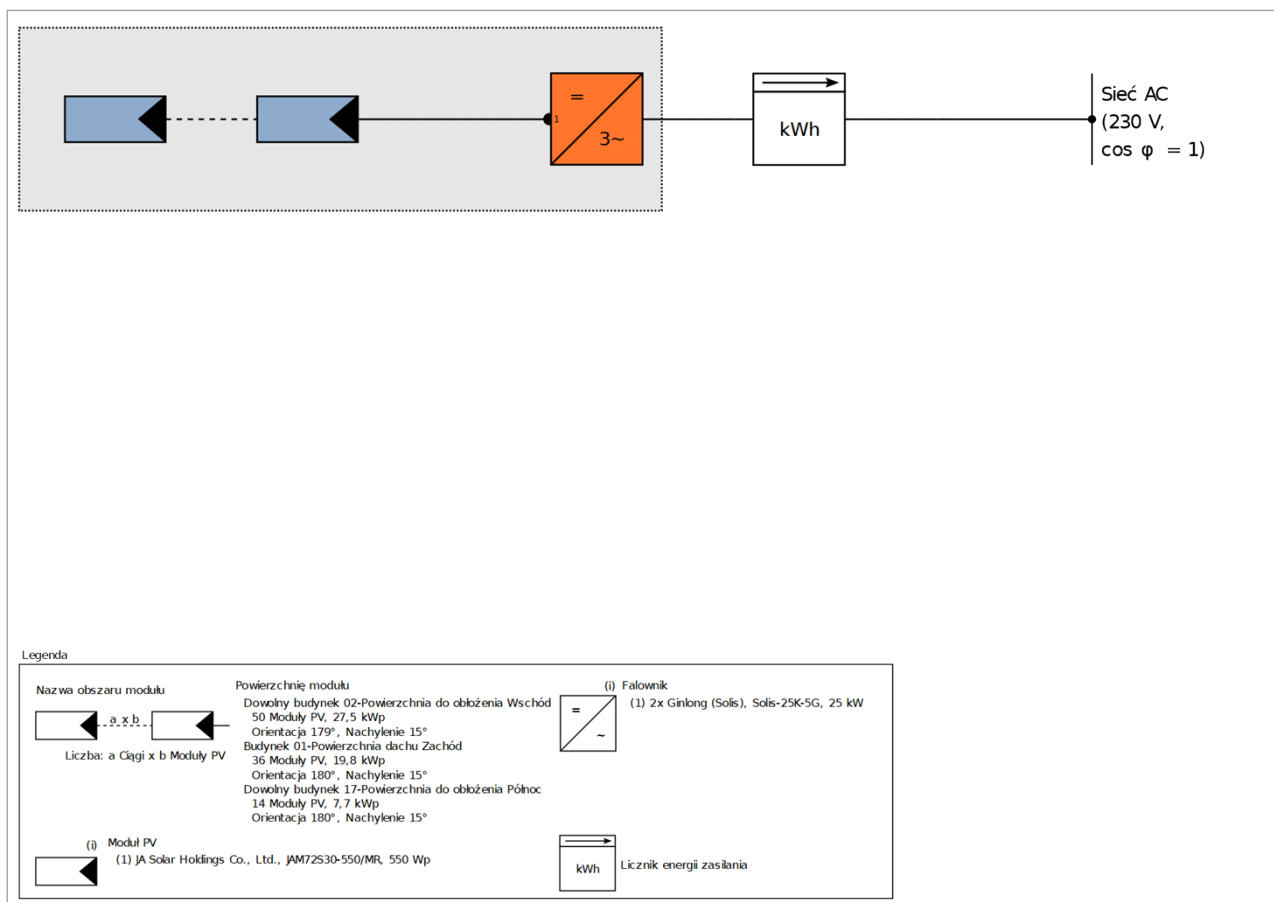 =
1
3~
kWh
Sieć AC
(230 V,
cos φ = 1)
Legenda
Nazwa obszaru modułu
a x b
Liczba: a Ciągi x b Moduły PV
Powierzchnię modułu
Dowolny budynek 02-Powierzchnia do obłożenia Wschód
50 Moduły PV, 27,5 kWp
Orientacja 179°, Nachylenie 15°
Budynek 01-Powierzchnia dachu Zachód
36 Moduły PV, 19,8 kWp
Orientacja 180°, Nachylenie 15°
Dowolny budynek 17-Powierzchnia do obłożenia Północ
14 Moduły PV, 7,7 kWp
Orientacja 180°, Nachylenie 15°
(i) Falownik
=
~
(1) 2x Ginlong (Solis), Solis-25K-5G, 25 kW
(i) Moduł PV
(1) JA Solar Holdings Co., Ltd., JAM72S30-550/MR, 550 Wp
kWh
Licznik energii zasilania